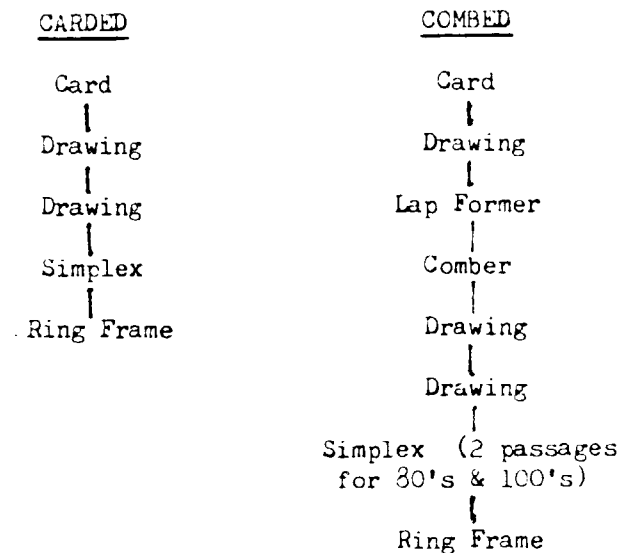 CARDED
Card
Drawing
Drawing
Simplex
Ring Frame
COMBED
Card
Drawing
Lap Former
Comber
Drawing
Drawing
Simplex (2 passages
for 80's & 100's)
Ring Frame